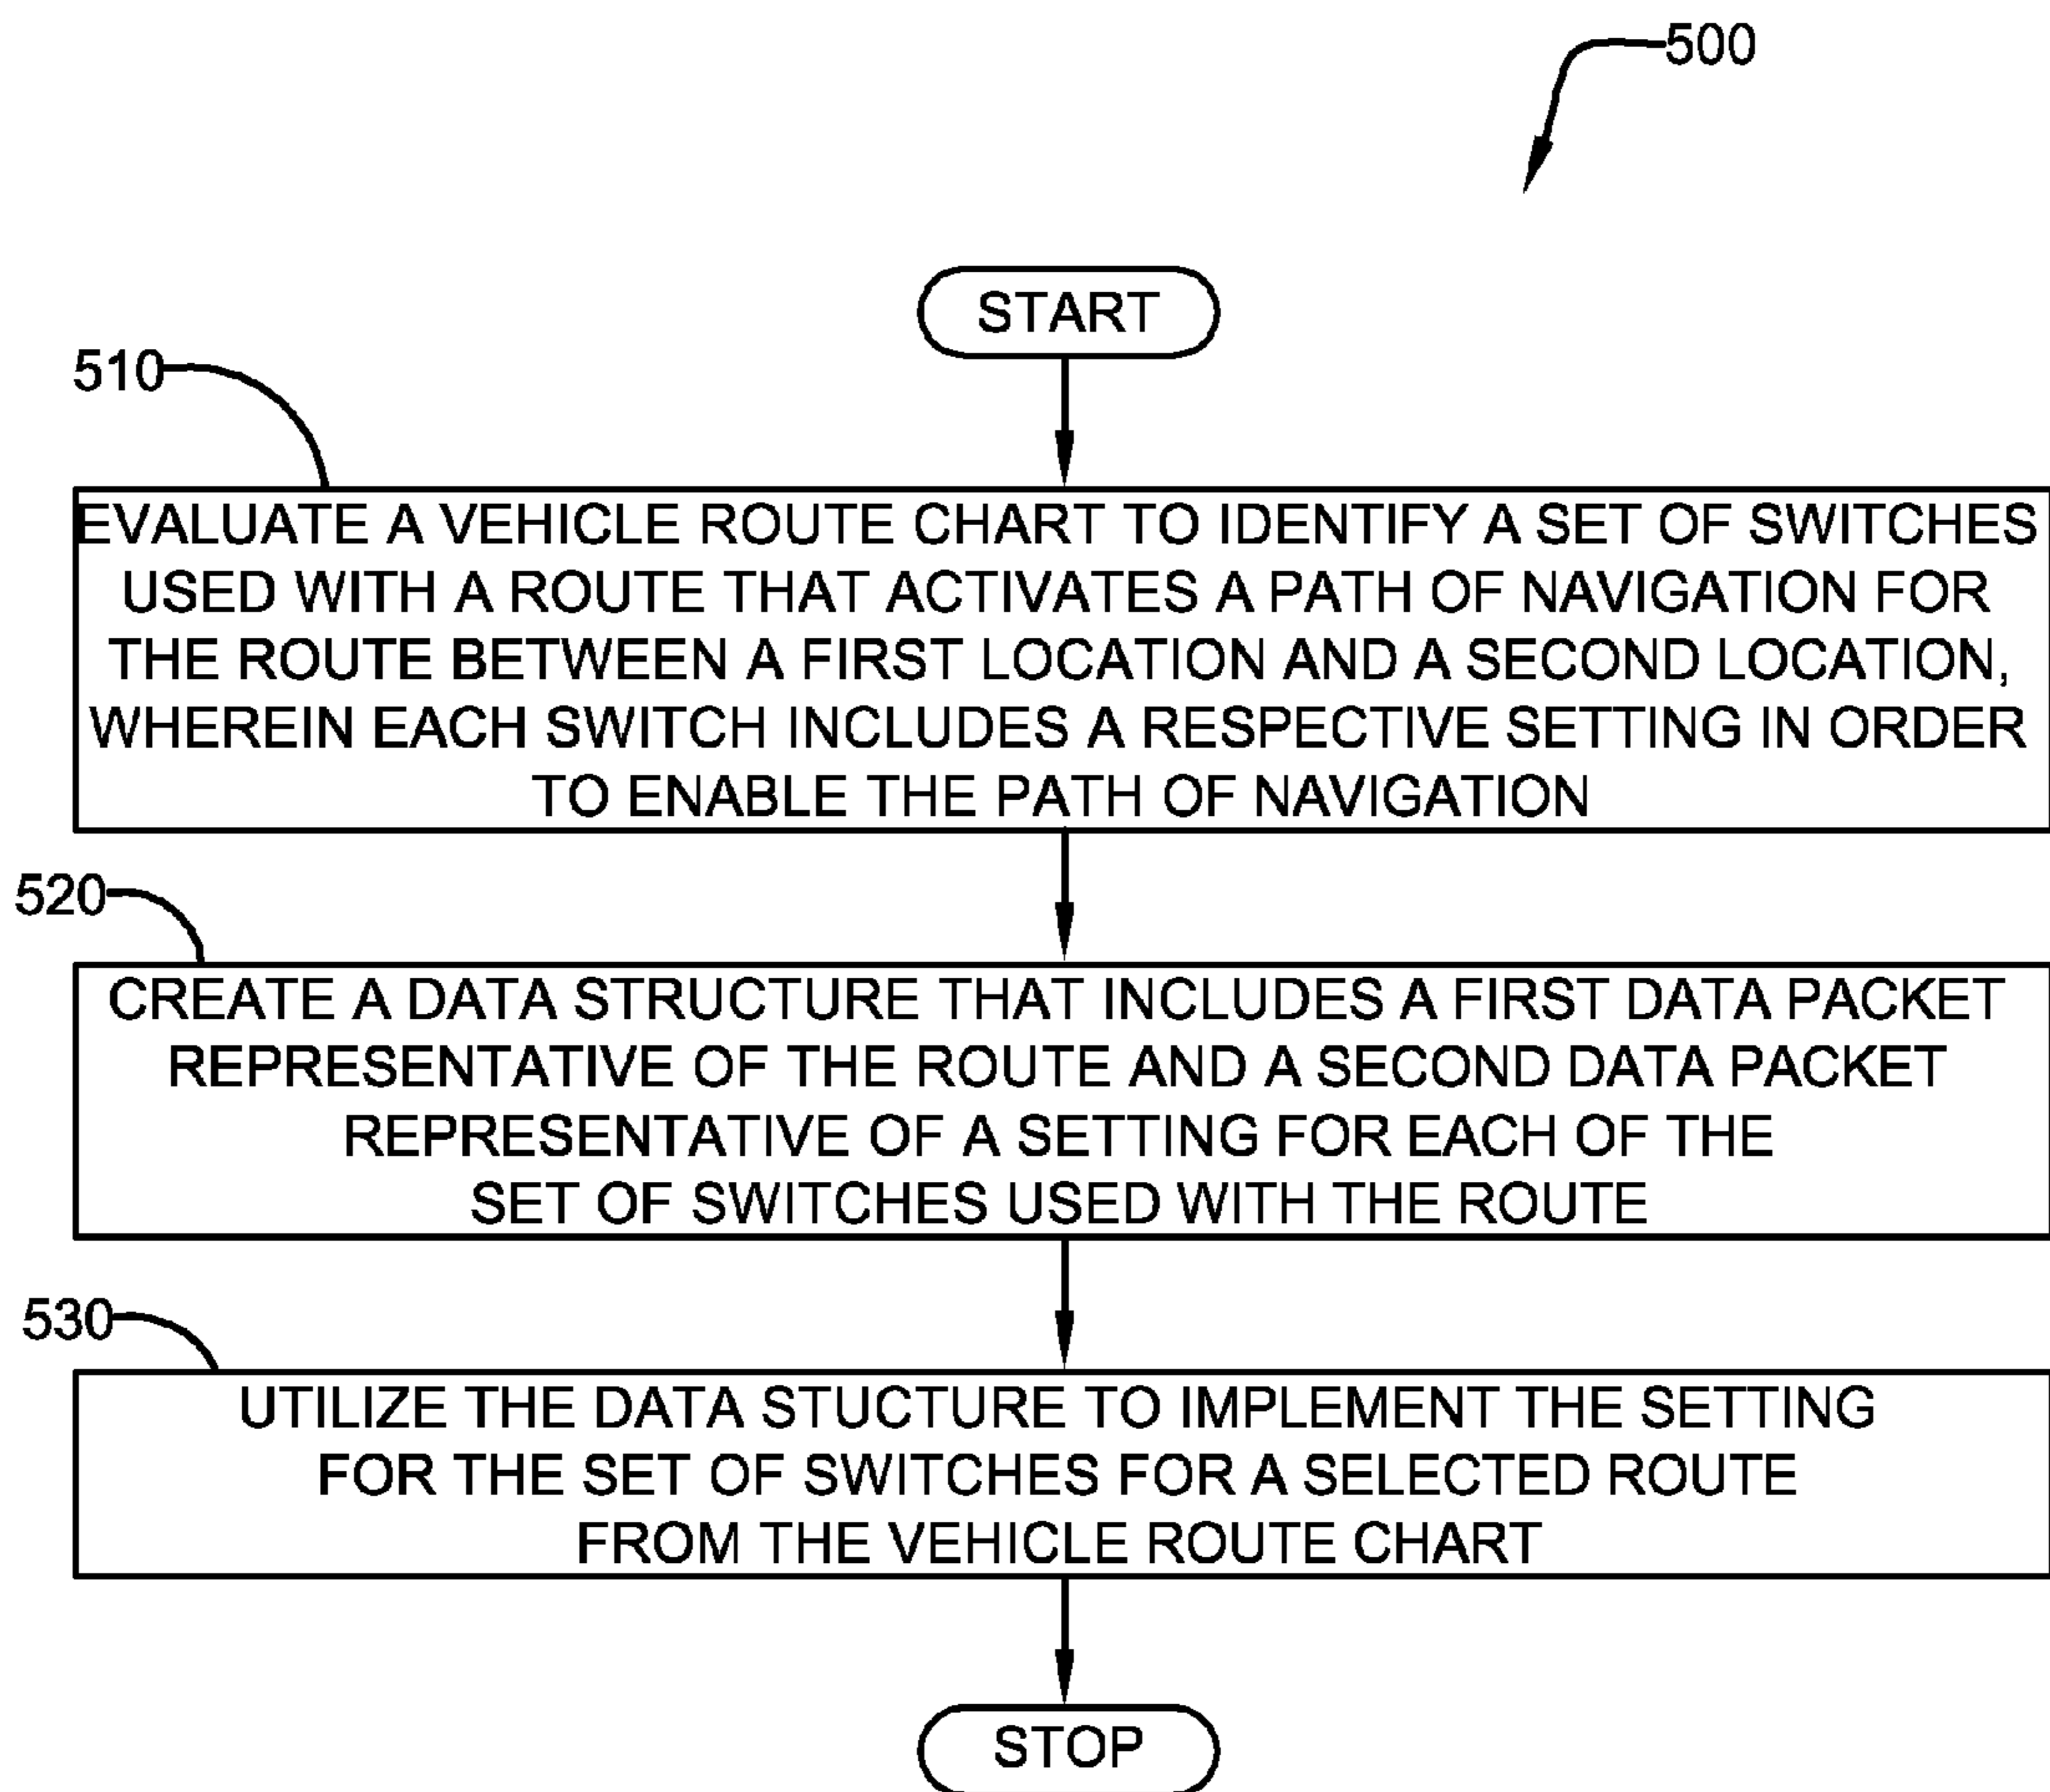 500
START
510
EVALUATE A VEHICLE ROUTE CHART TO IDENTIFY A SET OF SWITCHES
USED WITH A ROUTE THAT ACTIVATES A PATH OF NAVIGATION FOR
THE ROUTE BETWEEN A FIRST LOCATION AND A SECOND LOCATION,
WHEREIN EACH SWITCH INCLUDES A RESPECTIVE SETTING IN ORDER
TO ENABLE THE PATH OF NAVIGATION
520
CREATE A DATA STRUCTURE THAT INCLUDES A FIRST DATA PACKET
REPRESENTATIVE OF THE ROUTE AND A SECOND DATA PACKET
REPRESENTATIVE OF A SETTING FOR EACH OF THE
SET OF SWITCHES USED WITH THE ROUTE
530
UTILIZE THE DATA STUCTURE TO IMPLEMENT THE SETTING
FOR THE SET OF SWITCHES FOR A SELECTED ROUTE
FROM THE VEHICLE ROUTE CHART
STOP